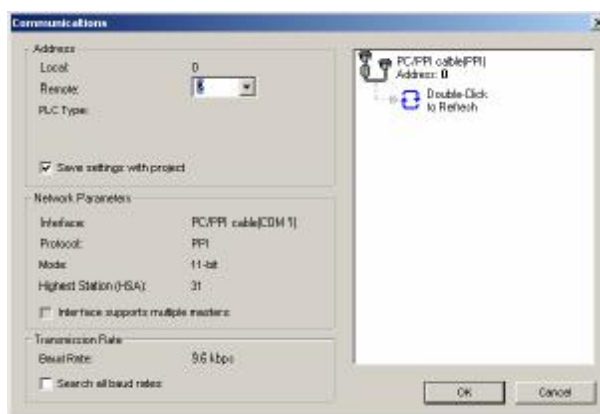 Communications
Address
Local: 0
Remote:
PLC Type:
Save settings with project
Network Parameters
Interface: PC/PPI cable(COM 1)
Protocol: PPI
Mode: 11-bit
Highest Station (HSA): 31
Interface supports multiple masters
Transmission Rate
Baud Rate: 9.6 kbps
Search all baud rates
PC/PPI cable(PPI)
Address: 0
Double-Click
to Refresh
OK
Cancel